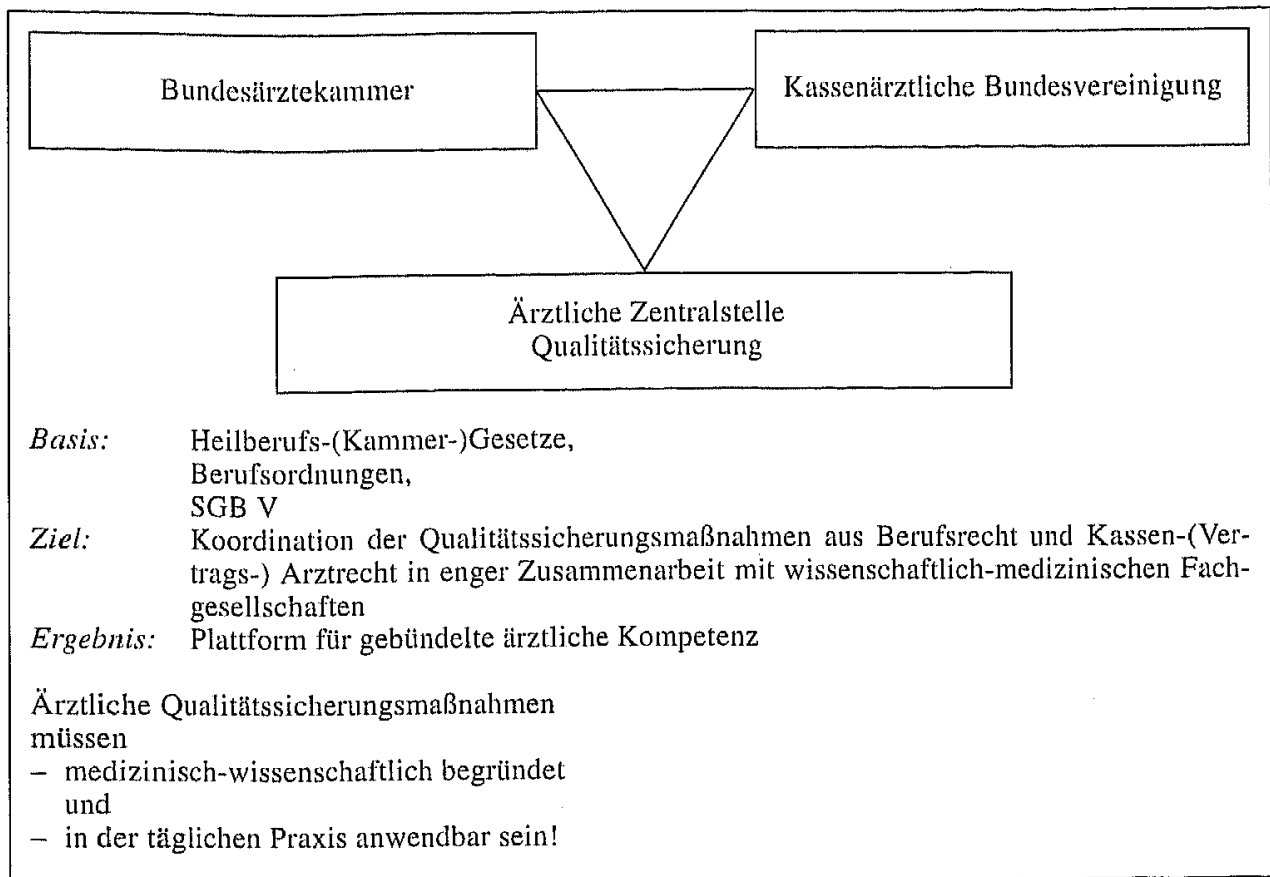 Bundesärztekammer
Kassenärztliche Bundesvereinigung
Ärztliche Zentralstelle
Qualitätssicherung
Basis: Heilberufs-(Kammer-)Gesetze,
Berufsordnungen,
SGB V
Ziel: Koordination der Qualitätssicherungsmaßnahmen aus Berufsrecht und Kassen-(Ver-
trags-) Arztrecht in enger Zusammenarbeit mit wissenschaftlich-medizinischen Fach-
gesellschaften
Ergebnis: Plattform für gebündelte ärztliche Kompetenz
Ärztliche Qualitätssicherungsmaßnahmen
müssen
– medizinisch-wissenschaftlich begründet
und
– in der täglichen Praxis anwendbar sein!